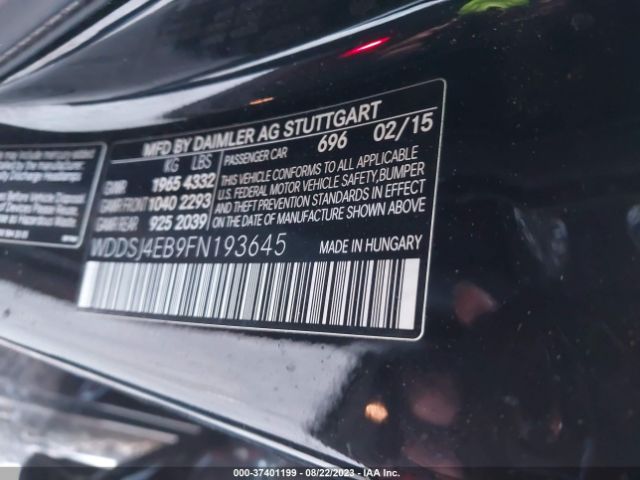 MFD BY DAIMLER AG STUTTGART
KG LBS PASSENGER CAR 696 02/15
GVWR 1965 4332
GAWR FRONT 1040 2293
GAWR REAR 925 2039
THIS VEHICLE CONFORMS TO ALL APPLICABLE
U.S. FEDERAL MOTOR VEHICLE SAFETY, BUMPER
AND THEFT PREVENTION STANDARDS IN EFFECT
ON THE DATE OF MANUFACTURE SHOWN ABOVE
WDDSJ4EB9FN193645 MADE IN HUNGARY
000-37401199 - 08/22/2023 - IAA Inc.